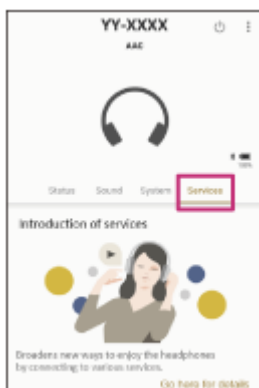 YY-XXXX
AAC
100%
Status Sound System Services
Introduction of services
Broadens new ways to enjoy the headphones
by connecting to various services.
Go here for details